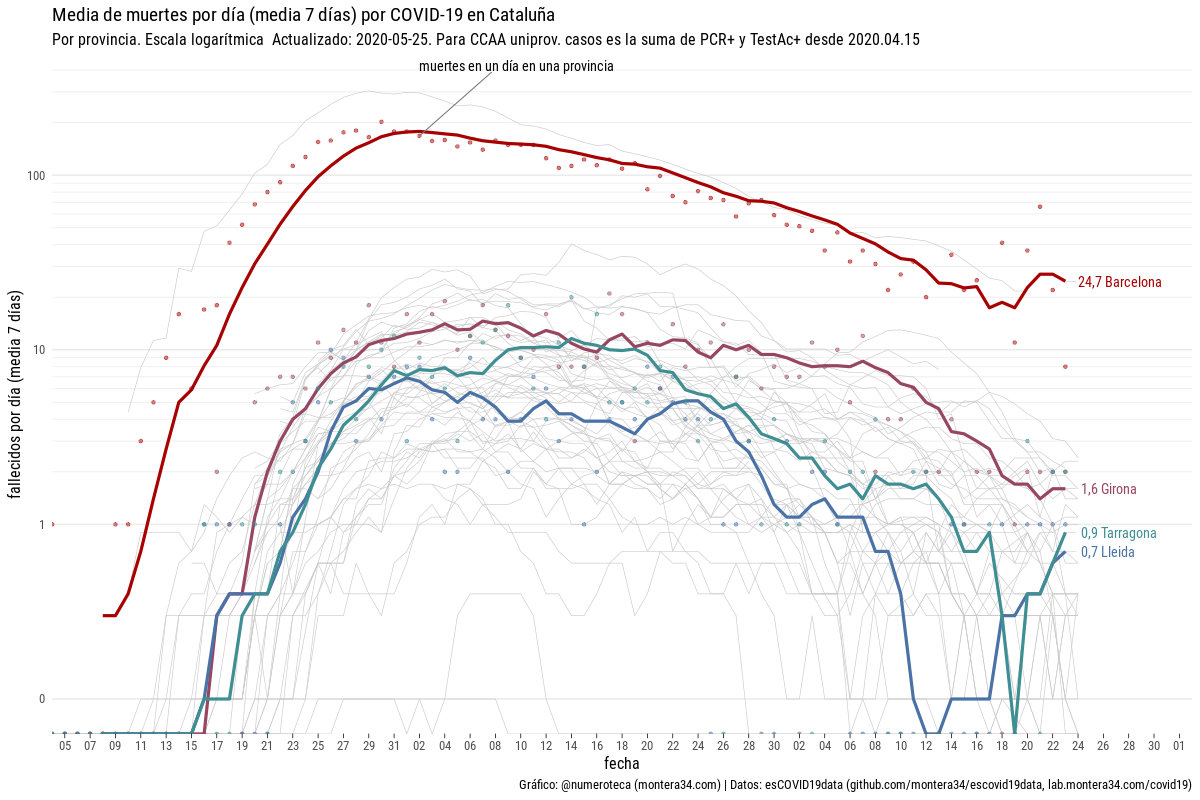 Media de muertes por día (media 7 días) por COVID-19 en Cataluña
Por provincia. Escala logarítmica  Actualizado: 2020-05-25. Para CCAA uniprov. casos es la suma de PCR+ y TestAc+ desde 2020.04.15
muertes en un día en una provincia
fallecidos por día (media  7 días)
100
10
1
0
24,7 Barcelona
1,6 Girona
0,9 Tarragona
0,7 Lleida
05 07 09 11 13 15 17 19 21 23 25 27 29 31 02 04 06 08 10 12 14 16 18 20 22 24 26 28 30 02 04 06 08 10 12 14 16 18 20 22 24 26 28 30 01
fecha
Gráfico: @numeroteca (montera34.com) | Datos: esCOVID19data (github.com/montera34/escovid19data, lab.montera34.com/covid19)